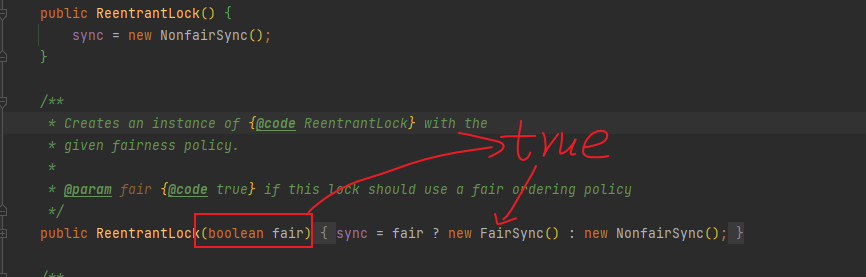 public ReentrantLock() {
sync = new NonfairSync();
}
/**
* Creates an instance of {@code ReentrantLock} with the
* given fairness policy.
*
* @param fair {@code true} if this lock should use a fair ordering policy
*/
true
public ReentrantLock(boolean fair) { sync = fair ? new FairSync() : new NonfairSync(); }
/**